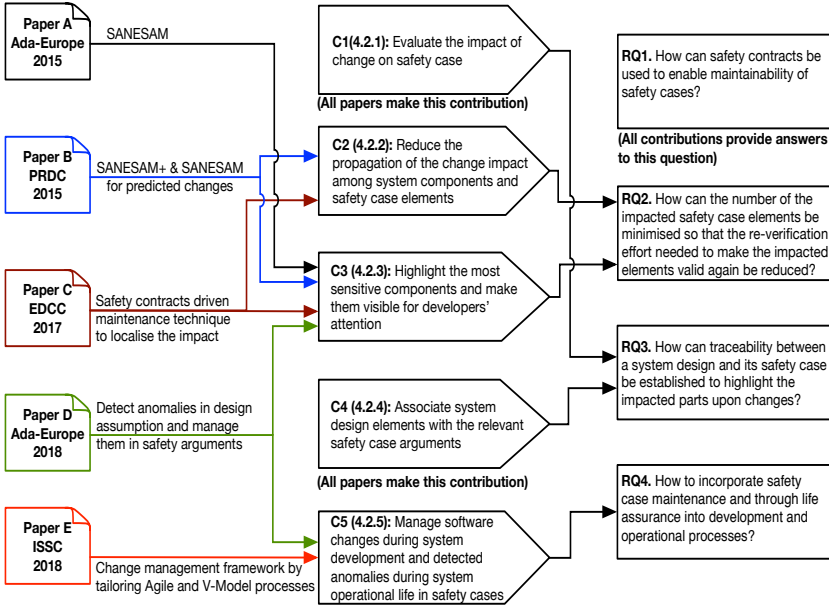 Paper A
Ada-Europe
2015
SANESAM
Paper B
PRDC
2015
SANESAM+ & SANESAM
for predicted changes
Paper C
EDCC
2017
Safety contracts driven
maintenance technique
to localise the impact
Paper D
Ada-Europe
2018
Detect anomalies in design
assumption and manage
them in safety arguments
Paper E
ISSC
2018
Change management framework by
tailoring Agile and V-Model processes
C1(4.2.1): Evaluate the impact of
change on safety case
(All papers make this contribution)
C2 (4.2.2): Reduce the
propagation of the change impact
among system components and
safety case elements
C3 (4.2.3): Highlight the most
sensitive components and make
them visible for developers'
attention
C4 (4.2.4): Associate system
design elements with the relevant
safety case arguments
(All papers make this contribution)
C5 (4.2.5): Manage software
changes during system
development and detected
anomalies during system
operational life in safety cases
RQ1. How can safety contracts be
used to enable maintainability of
safety cases?
(All contributions provide answers
to this question)
RQ2. How can the number of the
impacted safety case elements be
minimised so that the re-verification
effort needed to make the impacted
elements valid again be reduced?
RQ3. How can traceability between
a system design and its safety case
be established to highlight the
impacted parts upon changes?
RQ4. How to incorporate safety
case maintenance and through life
assurance into development and
operational processes?